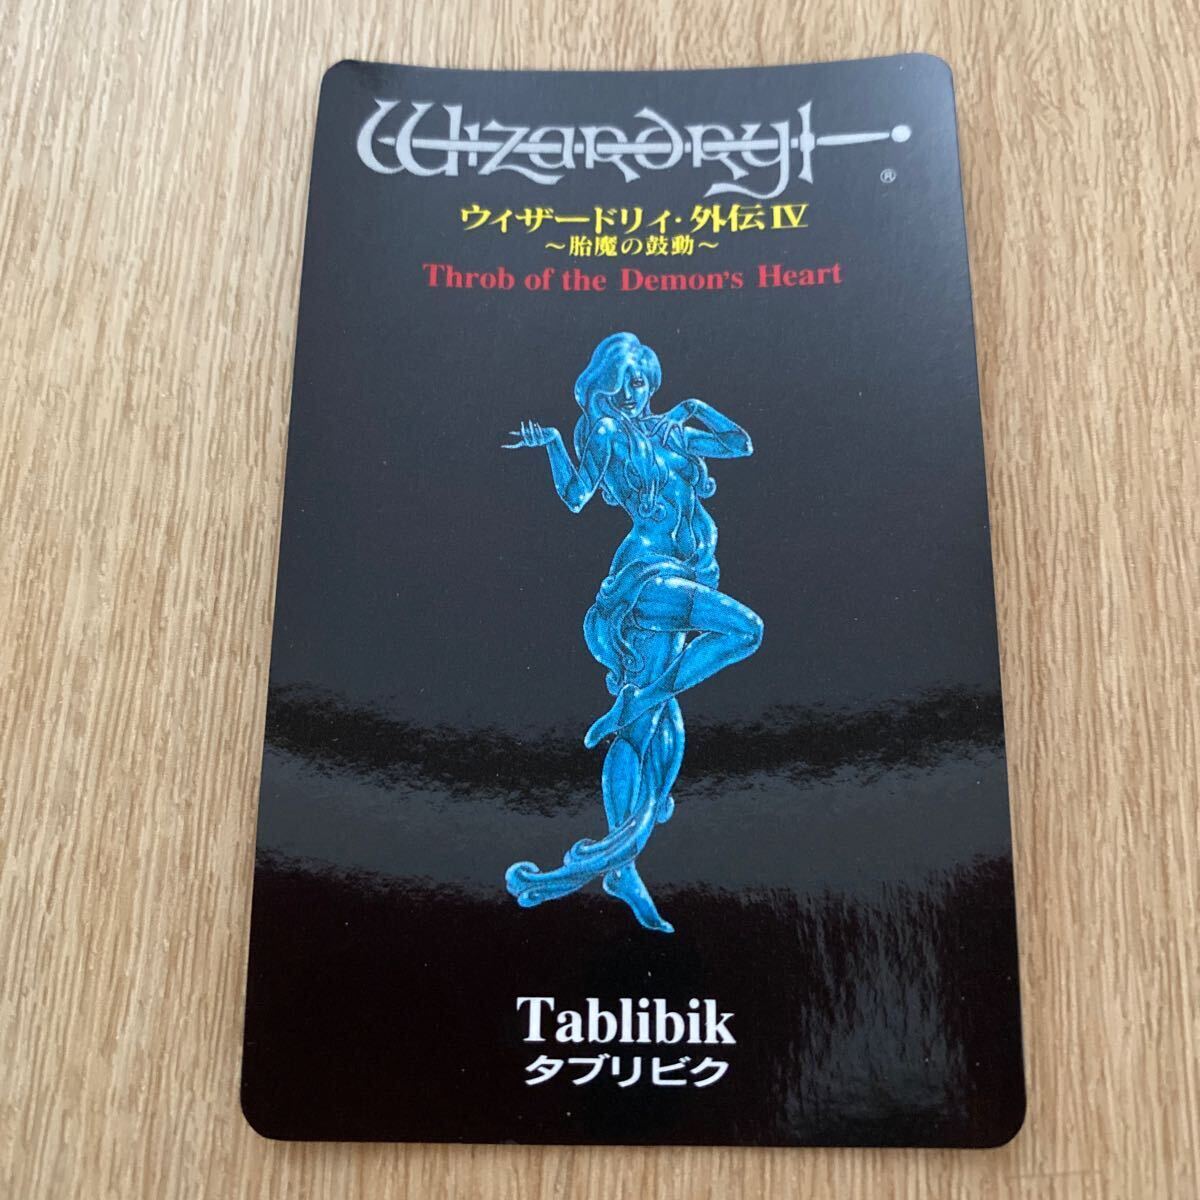 Wizardry
®
ウィザードリィ・外伝IV
～胎魔の鼓動～
Throb of the Demon's Heart
Tablibik
タブリビク